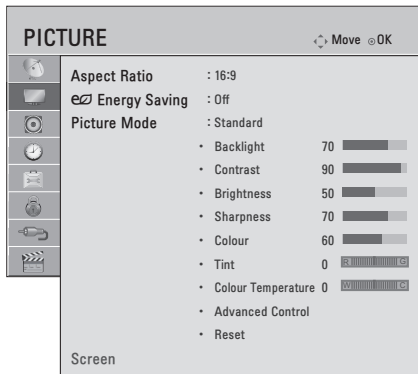 PICTURE
Move ⊙OK
Aspect Ratio : 16:9
e Energy Saving : Off
Picture Mode : Standard
• Backlight 70
• Contrast 90
• Brightness 50
• Sharpness 70
• Colour 60
• Tint 0 R G
• Colour Temperature 0 W C
• Advanced Control
• Reset
Screen